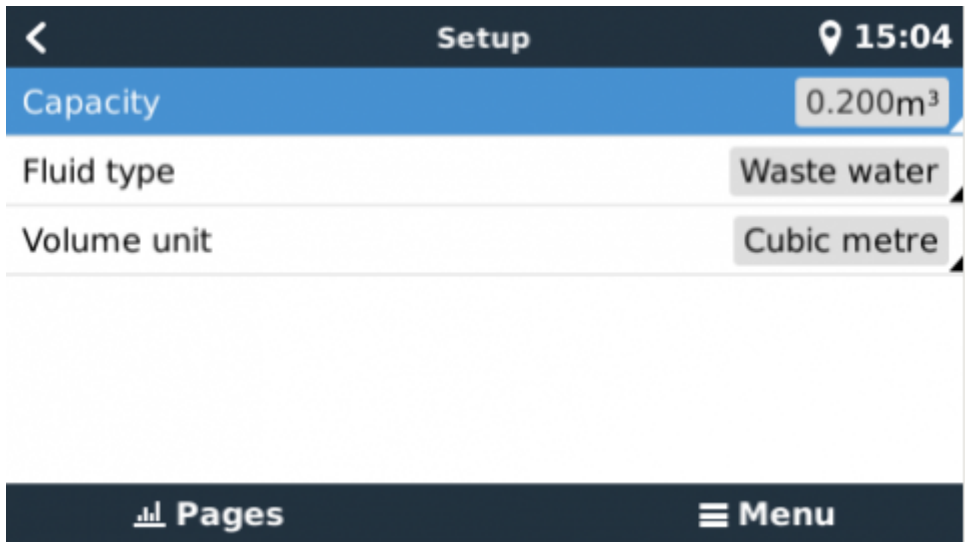 Setup 15:04
Capacity 0.200m³
Fluid type Waste water
Volume unit Cubic metre
Pages Menu